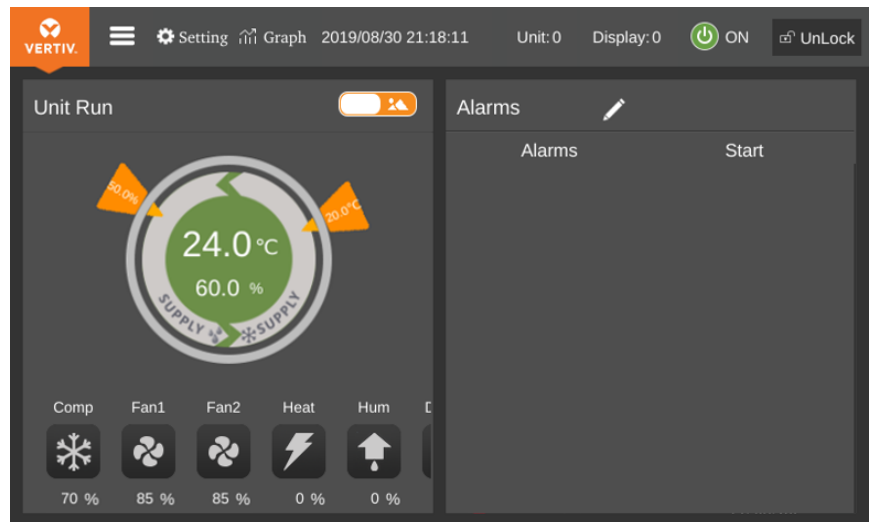 VERTIV. Setting Graph 2019/08/30 21:18:11 Unit: 0 Display: 0 ON UnLock
Unit Run
50.0%
20.0°C
24.0 °C
60.0 %
SUPPLY SUPPLY
Comp Fan1 Fan2 Heat Hum
70 % 85 % 85 % 0 % 0 %
Alarms
Alarms Start